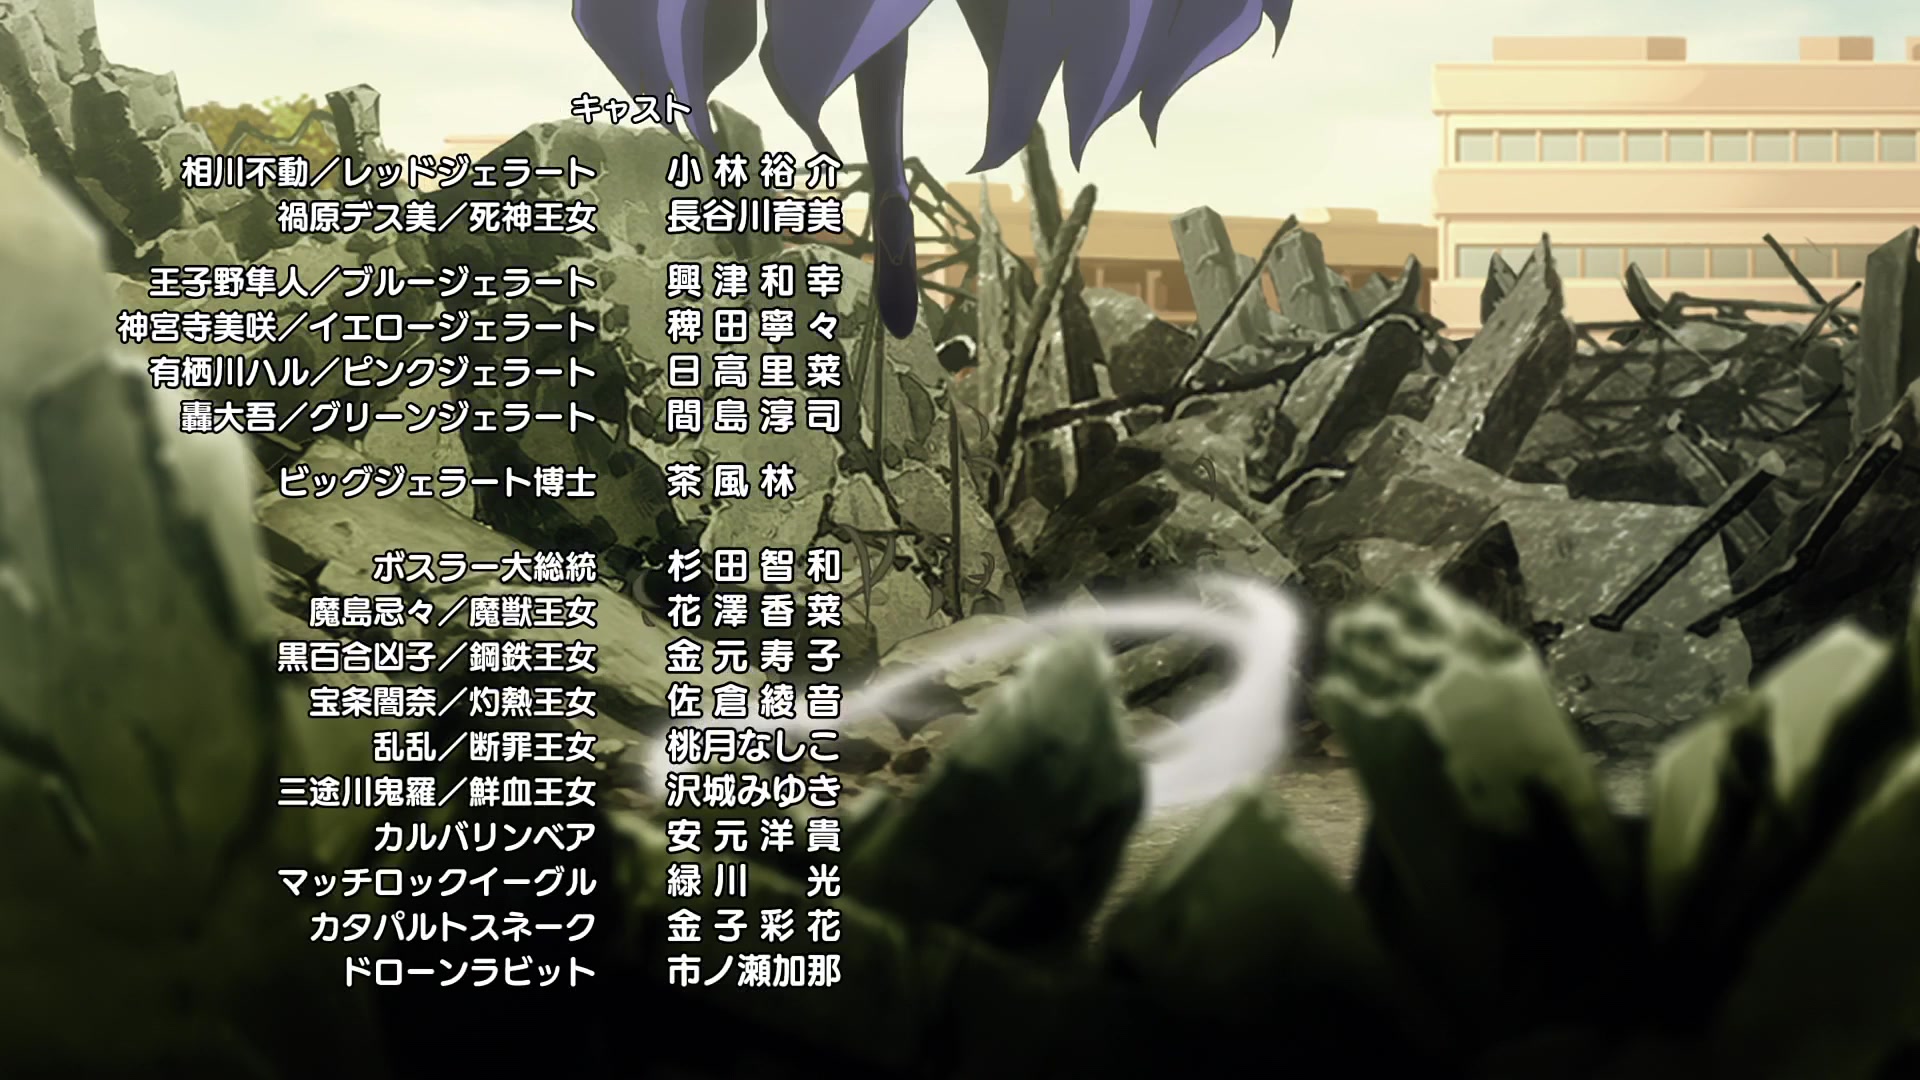 キャスト
相川不動／レッドジェラート 小林裕介
禍原デス美／死神王女 長谷川育美
王子野隼人／ブルージェラート 興津和幸
神宮寺美咲／イエロージェラート 稗田寧々
有栖川ハル／ピンクジェラート 日高里菜
轟大吾／グリーンジェラート 間島淳司
ビッグジェラート博士 茶風林
ボスラー大総統 杉田智和
魔島忌々／魔獣王女 花澤香菜
黒百合凶子／鋼鉄王女 金元寿子
宝条闇奈／灼熱王女 佐倉綾音
乱乱／断罪王女 桃月なしこ
三途川鬼羅／鮮血王女 沢城みゆき
カルバリンベア 安元洋貴
マッチロックイーグル 緑川　光
カタパルトスネーク 金子彩花
ドローンラビット 市ノ瀬加那